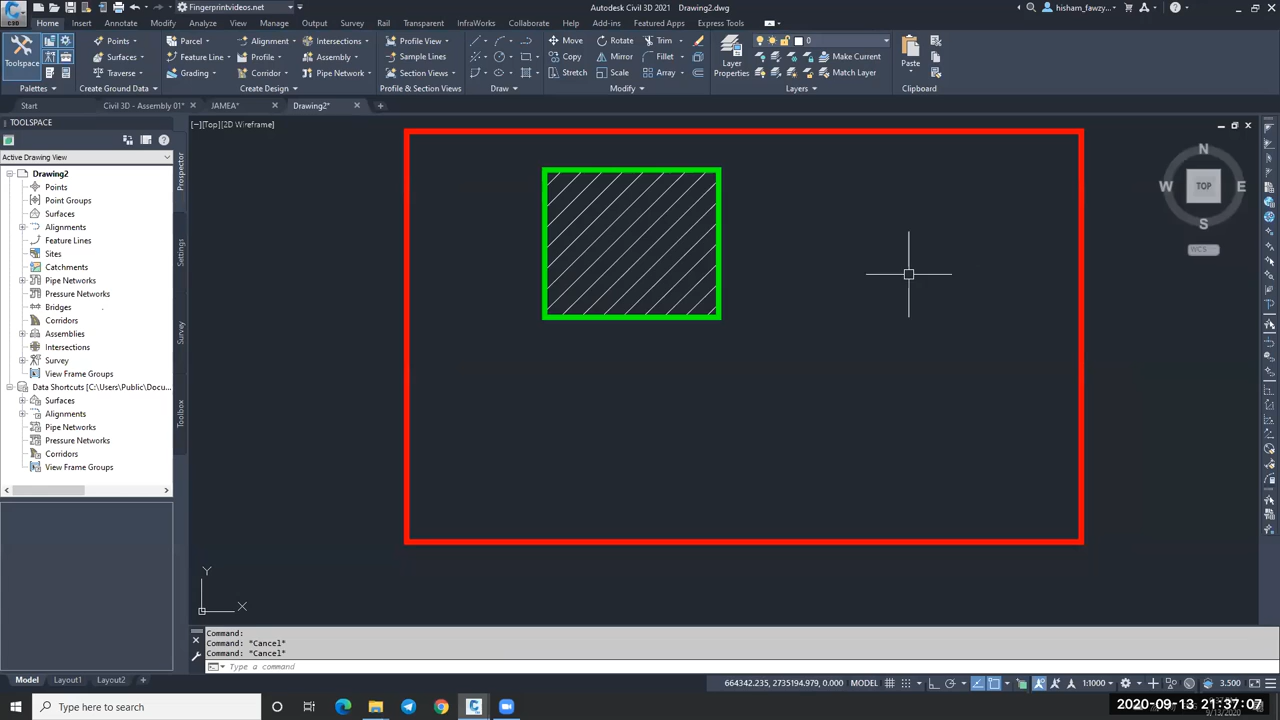 C3D
Fingerprintvideos.net
Autodesk Civil 3D 2021 Drawing2.dwg
hisham_fawzy...
Home Insert Annotate Modify Analyze View Manage Output Survey Rail Transparent InfraWorks Collaborate Help Add-ins Featured Apps Express Tools
Toolspace
Points
Surfaces
Traverse
Parcel
Feature Line
Grading
Alignment
Profile
Corridor
Intersections
Assembly
Pipe Network
Profile View
Sample Lines
Section Views
Move
Copy
Stretch
Rotate
Mirror
Scale
Trim
Fillet
Array
Layer
Properties
0
Make Current
Match Layer
Paste
Palettes
Create Ground Data
Create Design
Profile & Section Views
Draw
Modify
Layers
Clipboard
Start
Civil 3D - Assembly 01*
JAMEA*
Drawing2*
TOOLSPACE
Active Drawing View
Drawing2
Points
Point Groups
Surfaces
Alignments
Feature Lines
Sites
Catchments
Pipe Networks
Pressure Networks
Bridges
Corridors
Assemblies
Intersections
Survey
View Frame Groups
Data Shortcuts [C:\Users\Public\Docu...
Surfaces
Alignments
Pipe Networks
Pressure Networks
Corridors
View Frame Groups
Prospector
Settings
Survey
Toolbox
[−][Top][2D Wireframe]
N
W TOP E
S
WCS
Y
X
Command:
Command: *Cancel*
Command: *Cancel*
Type a command
Model Layout1 Layout2
664342.235, 2735194.979, 0.000 MODEL
1:1000
3.500
Type here to search
2020-09-13 21:37:07